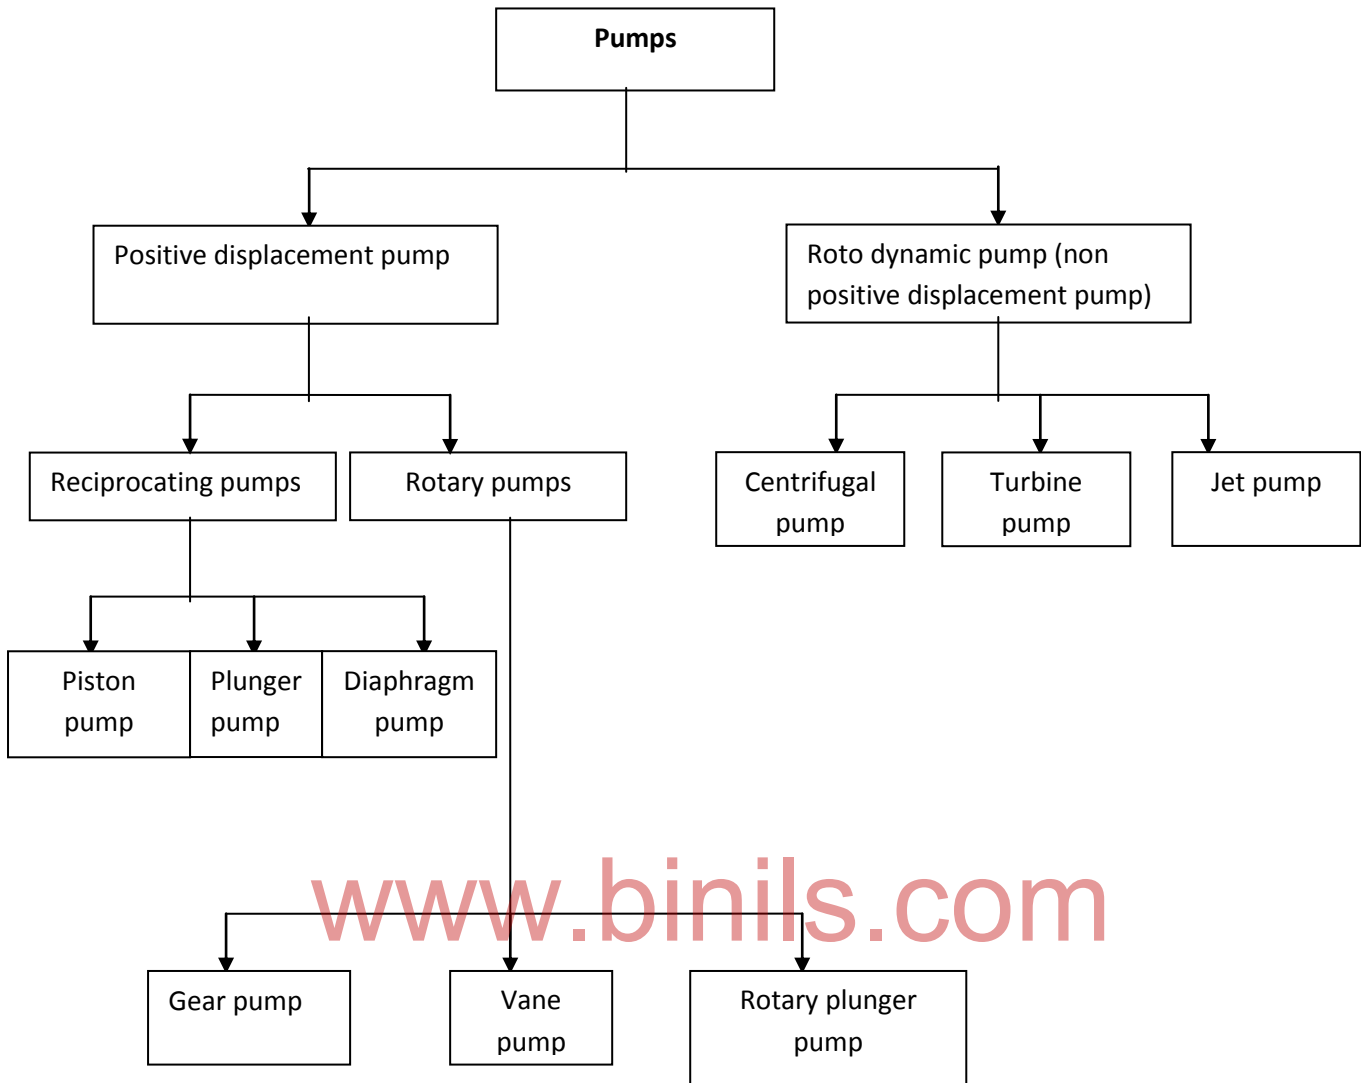 Pumps
Positive displacement pump
Roto dynamic pump (non
positive displacement pump)
Reciprocating pumps
Rotary pumps
Centrifugal
pump
Turbine
pump
Jet pump
Piston
pump
Plunger
pump
Diaphragm
pump
www.binils.com
Gear pump
Vane
pump
Rotary plunger
pump